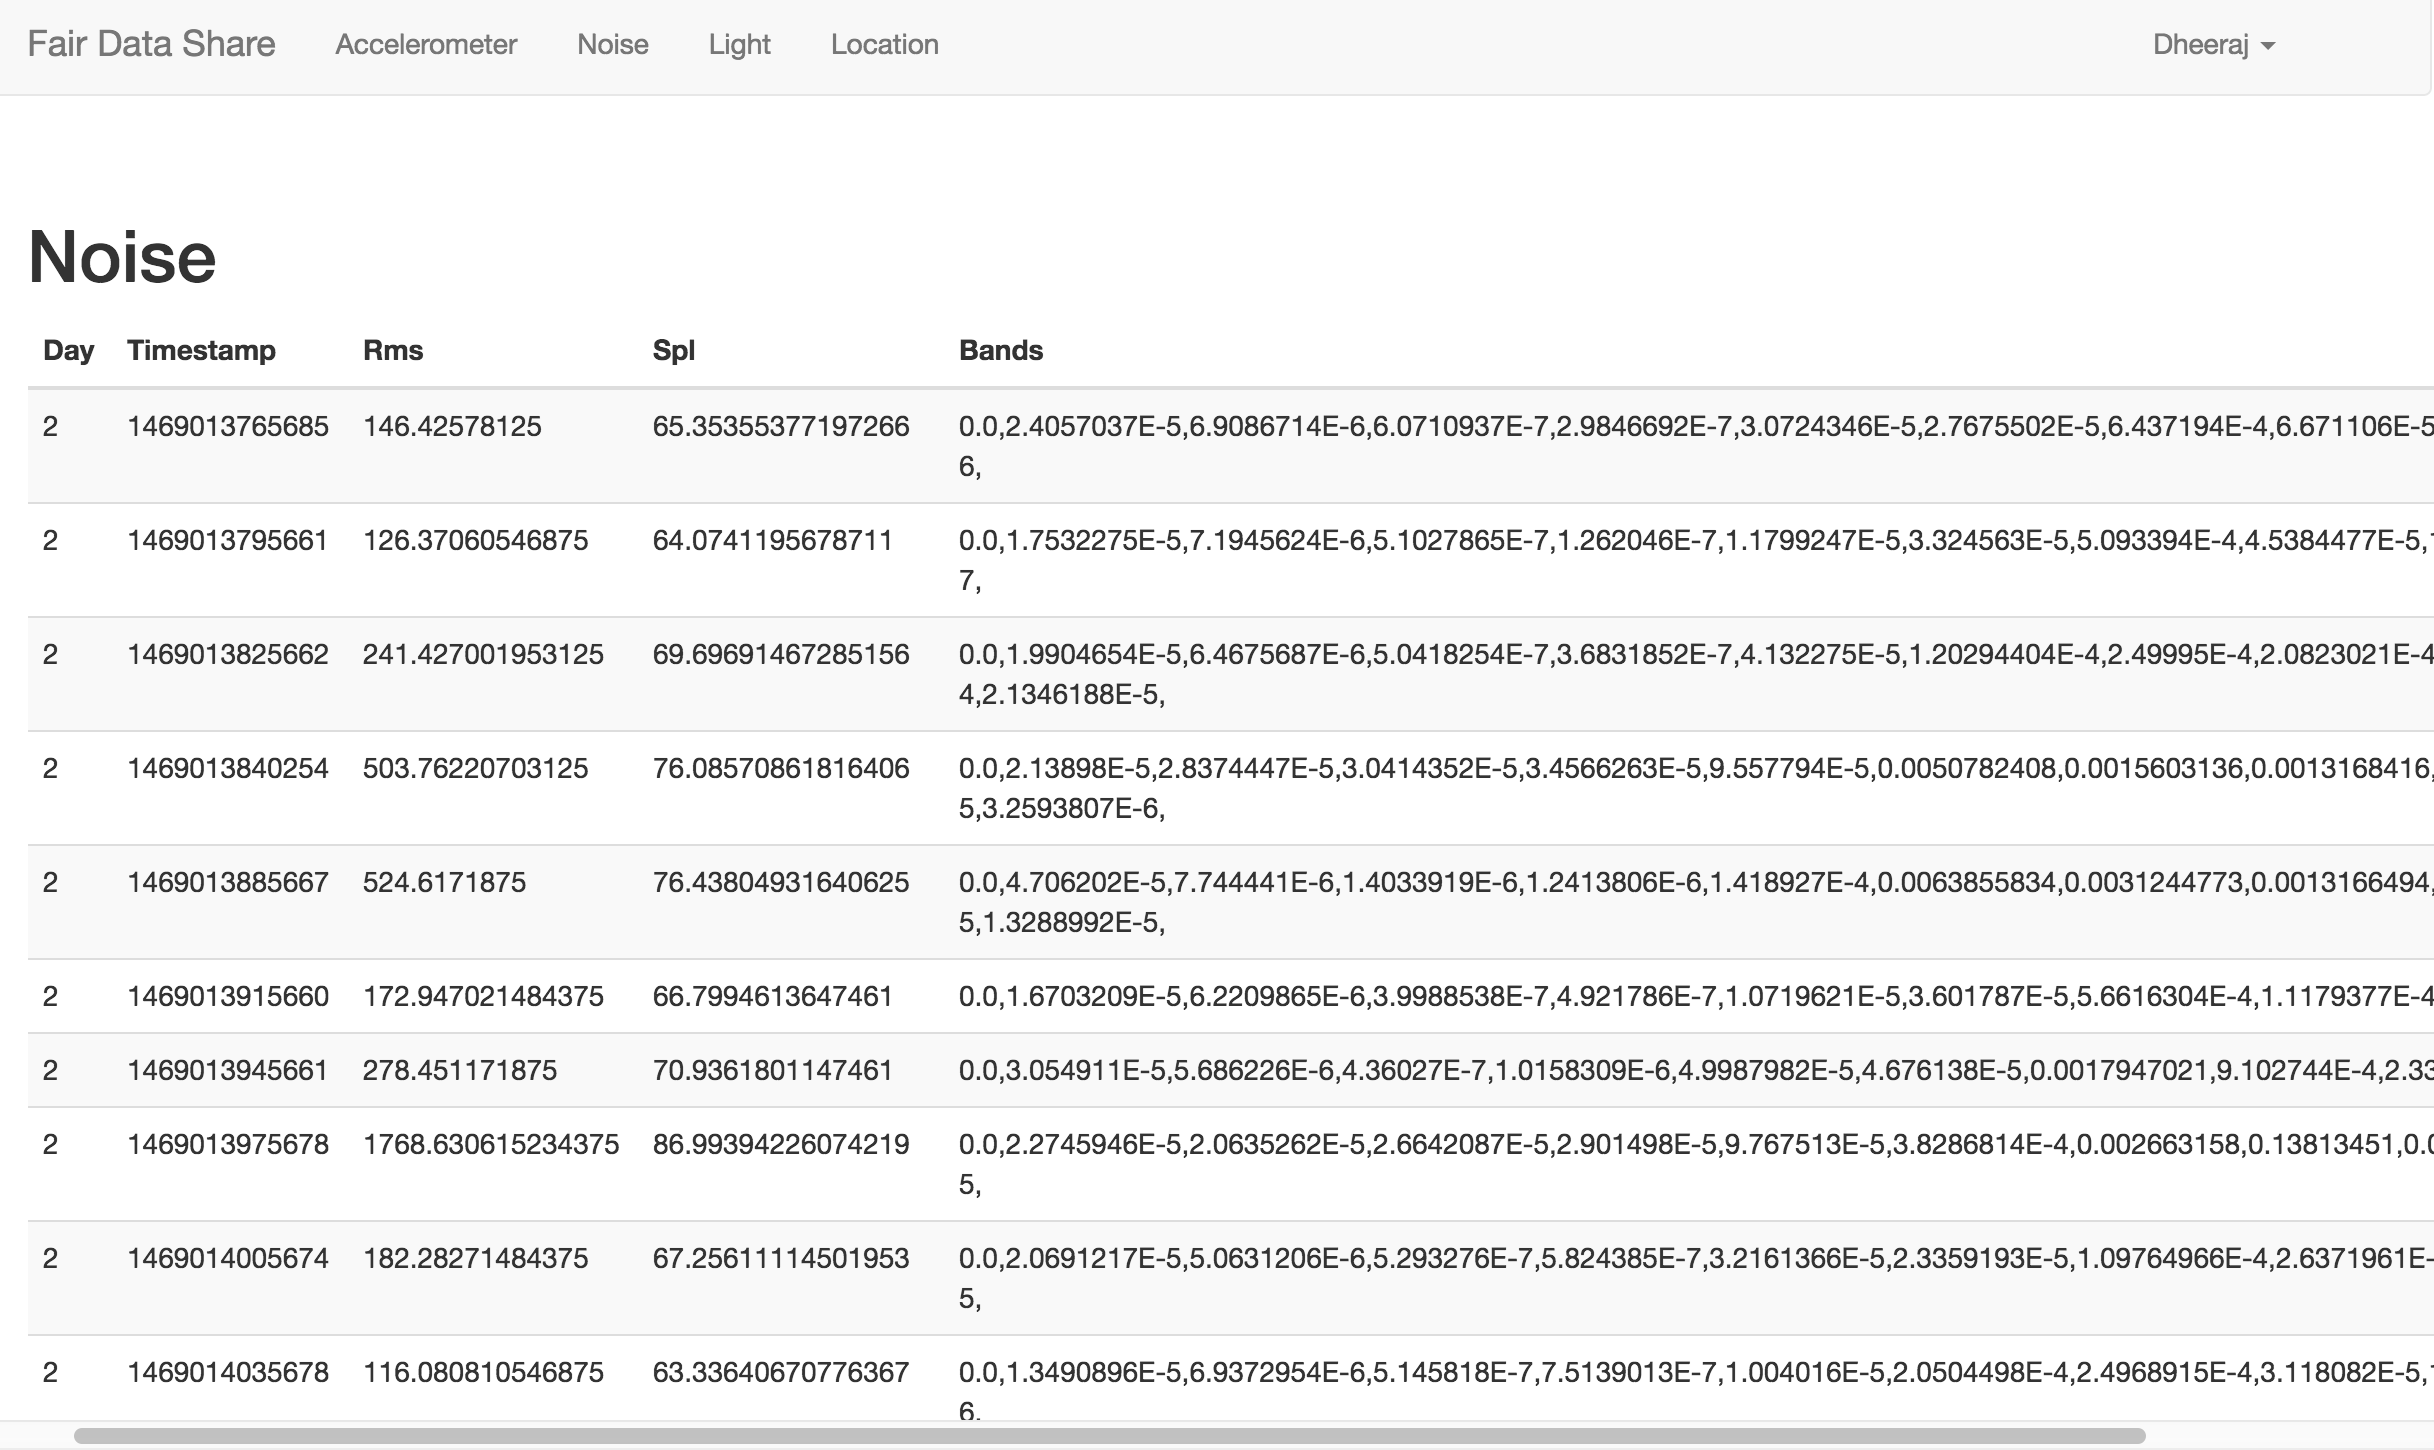 Fair Data Share Accelerometer Noise Light Location Dheeraj
Noise
Day Timestamp Rms Spl Bands
2 1469013765685 146.42578125 65.35355377197266 0.0,2.4057037E-5,6.9086714E-6,6.0710937E-7,2.9846692E-7,3.0724346E-5,2.7675502E-5,6.437194E-4,6.671106E-5
6,
2 1469013795661 126.37060546875 64.0741195678711 0.0,1.7532275E-5,7.1945624E-6,5.1027865E-7,1.262046E-7,1.1799247E-5,3.324563E-5,5.093394E-4,4.5384477E-5,
7,
2 1469013825662 241.427001953125 69.69691467285156 0.0,1.9904654E-5,6.4675687E-6,5.0418254E-7,3.6831852E-7,4.132275E-5,1.20294404E-4,2.49995E-4,2.0823021E-4
4,2.1346188E-5,
2 1469013840254 503.76220703125 76.08570861816406 0.0,2.13898E-5,2.8374447E-5,3.0414352E-5,3.4566263E-5,9.557794E-5,0.0050782408,0.0015603136,0.0013168416,
5,3.2593807E-6,
2 1469013885667 524.6171875 76.43804931640625 0.0,4.706202E-5,7.744441E-6,1.4033919E-6,1.2413806E-6,1.418927E-4,0.0063855834,0.0031244773,0.0013166494,
5,1.3288992E-5,
2 1469013915660 172.947021484375 66.7994613647461 0.0,1.6703209E-5,6.2209865E-6,3.9988538E-7,4.921786E-7,1.0719621E-5,3.601787E-5,5.6616304E-4,1.1179377E-4
2 1469013945661 278.451171875 70.9361801147461 0.0,3.054911E-5,5.686226E-6,4.36027E-7,1.0158309E-6,4.9987982E-5,4.676138E-5,0.0017947021,9.102744E-4,2.33
2 1469013975678 1768.630615234375 86.99394226074219 0.0,2.2745946E-5,2.0635262E-5,2.6642087E-5,2.901498E-5,9.767513E-5,3.8286814E-4,0.002663158,0.13813451,0.0
5,
2 1469014005674 182.28271484375 67.25611114501953 0.0,2.0691217E-5,5.0631206E-6,5.293276E-7,5.824385E-7,3.2161366E-5,2.3359193E-5,1.09764966E-4,2.6371961E-
5,
2 1469014035678 116.080810546875 63.33640670776367 0.0,1.3490896E-5,6.9372954E-6,5.145818E-7,7.5139013E-7,1.004016E-5,2.0504498E-4,2.4968915E-4,3.118082E-5,
6,